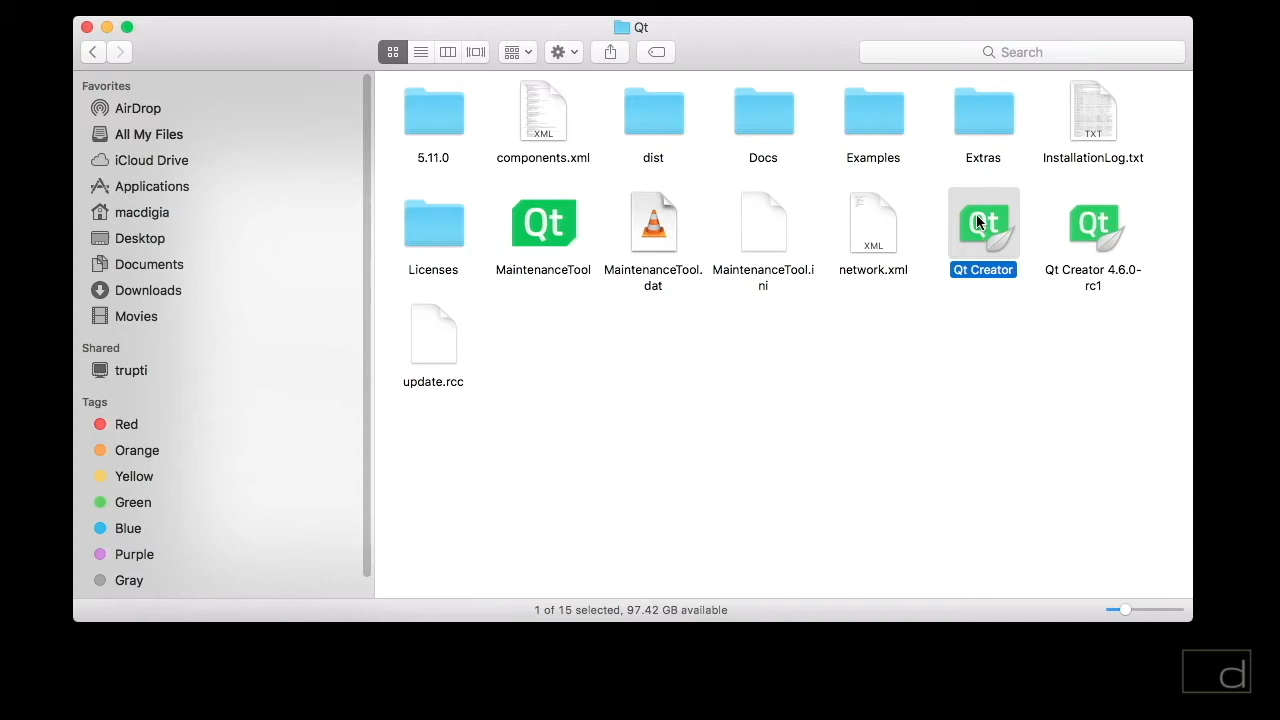 Qt
Search
Favorites
AirDrop
All My Files
iCloud Drive
Applications
macdigia
Desktop
Documents
Downloads
Movies
Shared
trupti
Tags
Red
Orange
Yellow
Green
Blue
Purple
Gray
XML
TXT
5.11.0
components.xml
dist
Docs
Examples
Extras
InstallationLog.txt
Qt
XML
Qt
Qt
Licenses
MaintenanceTool
MaintenanceTool.
dat
MaintenanceTool.i
ni
network.xml
Qt Creator
Qt Creator 4.6.0-
rc1
update.rcc
1 of 15 selected, 97.42 GB available
d